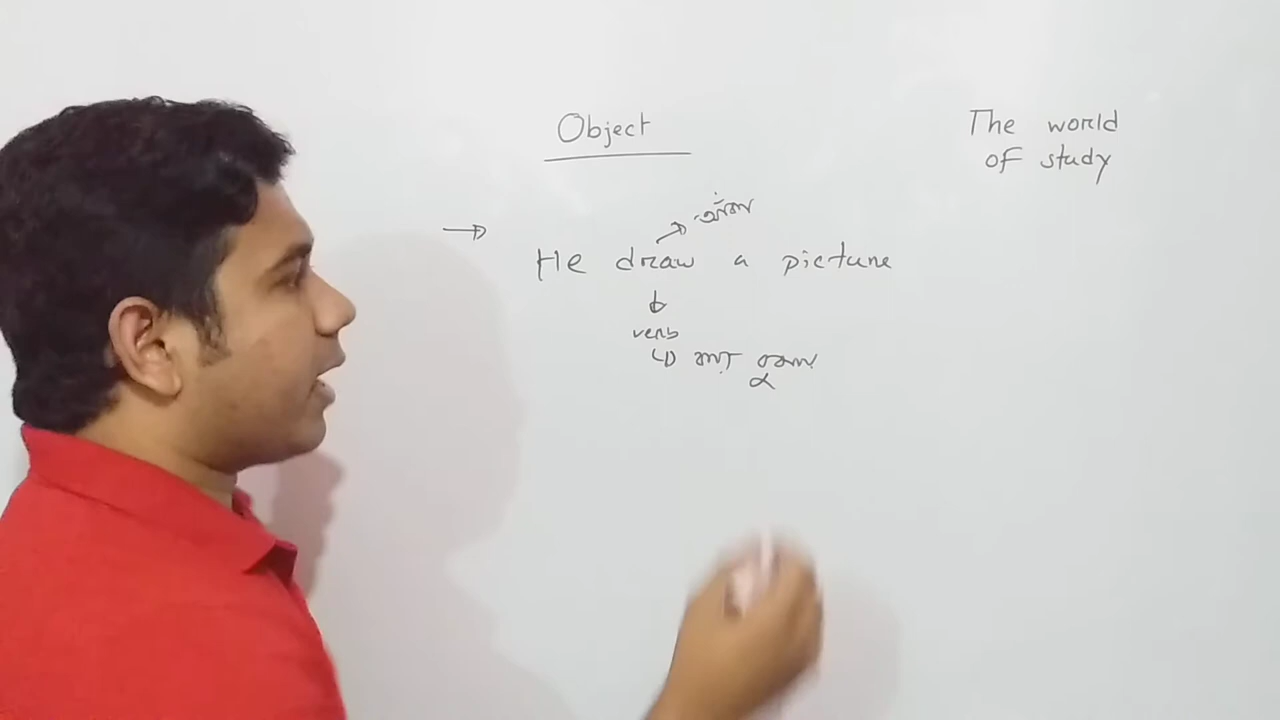 Object
The world
of study
He draw a picture
verb